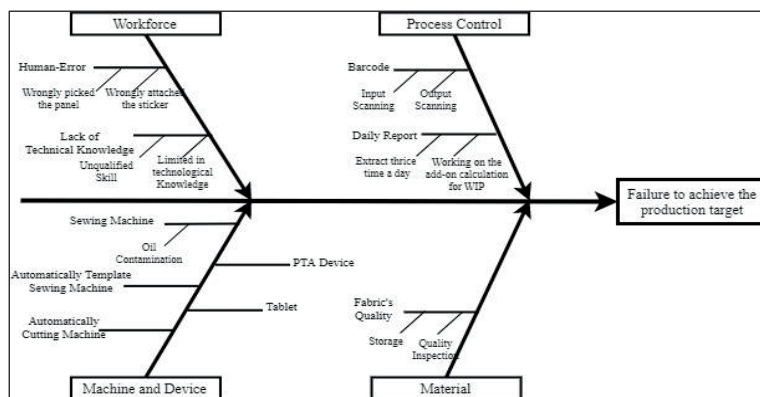 Workforce
Process Control
Human-Error
Wrongly picked
the panel
Wrongly attached
the sticker
Lack of
Technical Knowledge
Unqualified
Skill
Limited in
technological
Knowledge
Barcode
Input
Scanning
Output
Scanning
Daily Report
Extract thrice
time a day
Working on
the add-on calculation
for WIP
Failure to achieve the
production target
Sewing Machine
Oil
Contamination
PTA Device
Automatically Template
Sewing Machine
Tablet
Automatically
Cutting Machine
Fabric's
Quality
Storage
Quality
Inspection
Machine and Device
Material